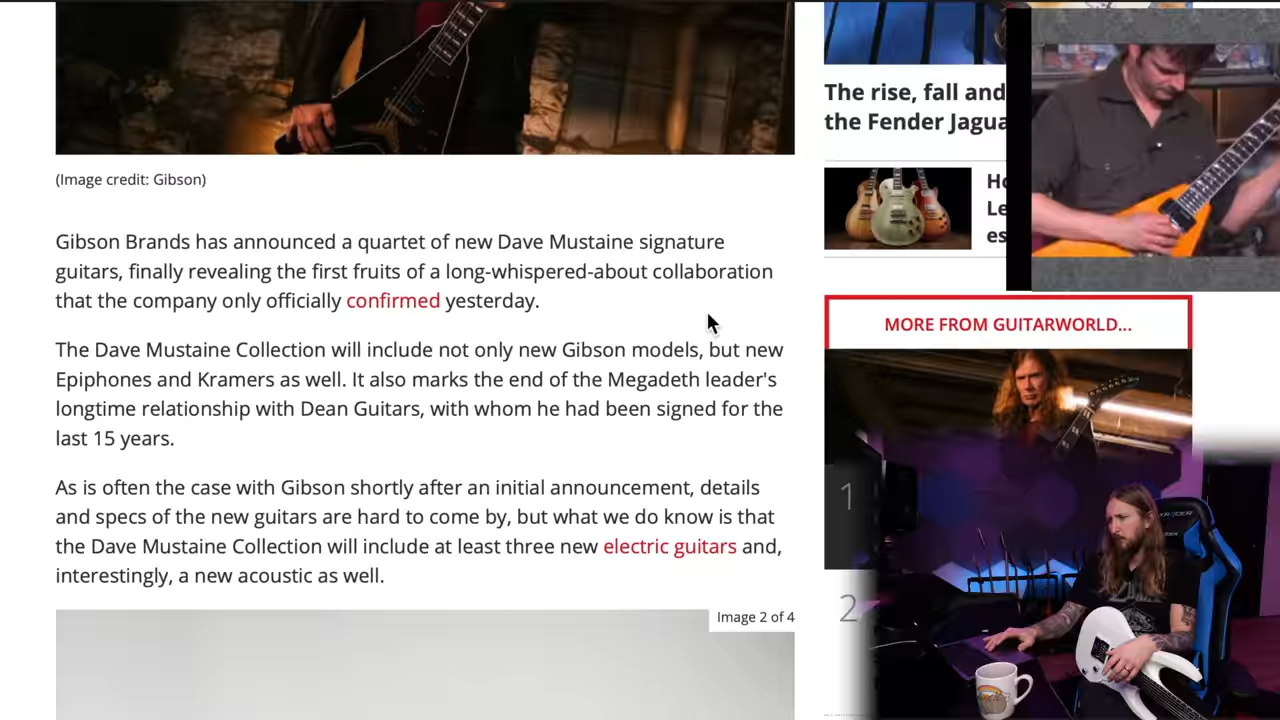 (Image credit: Gibson)
Gibson Brands has announced a quartet of new Dave Mustaine signature
guitars, finally revealing the first fruits of a long-whispered-about collaboration
that the company only officially confirmed yesterday.
The Dave Mustaine Collection will include not only new Gibson models, but new
Epiphones and Kramers as well. It also marks the end of the Megadeth leader's
longtime relationship with Dean Guitars, with whom he had been signed for the
last 15 years.
As is often the case with Gibson shortly after an initial announcement, details
and specs of the new guitars are hard to come by, but what we do know is that
the Dave Mustaine Collection will include at least three new electric guitars and,
interestingly, a new acoustic as well.
Image 2 of 4
The rise, fall and
the Fender Jagua
Ho
Le
es
MORE FROM GUITARWORLD...
1
2